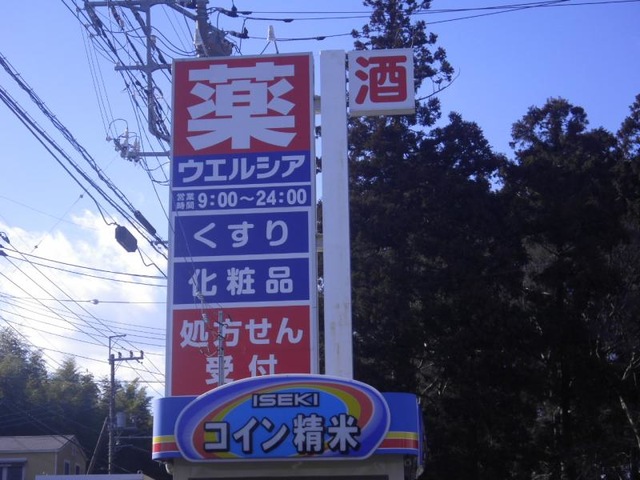 薬
酒
ウエルシア
営業時間 9:00～24:00
くすり
化粧品
処方せん
受付
ISEKI
コイン精米